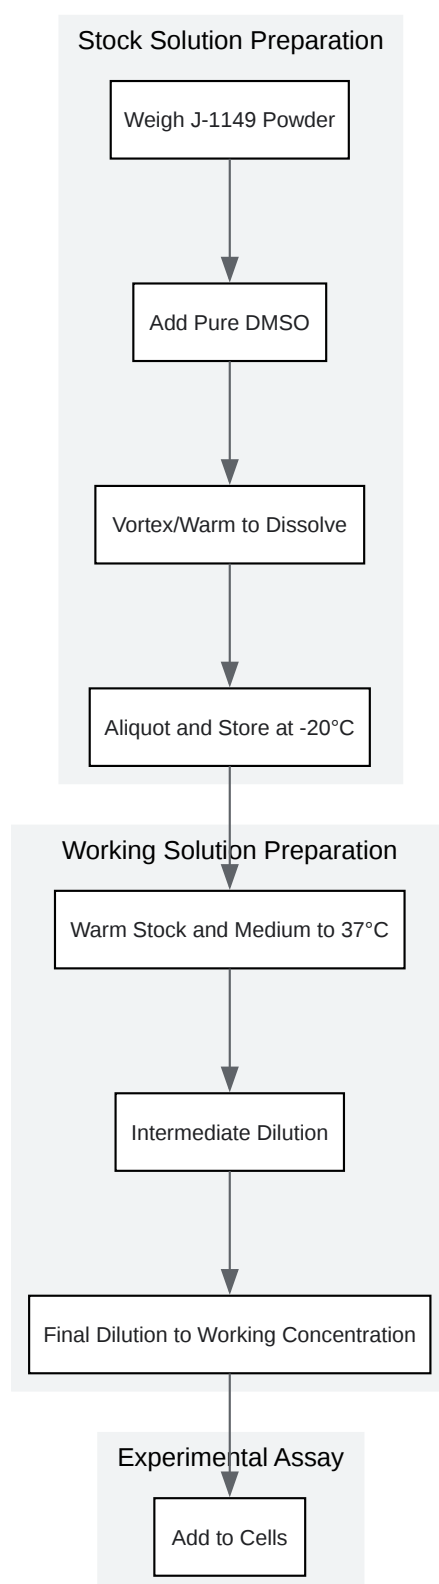 Stock Solution Preparation
Weigh J-1149 Powder
Add Pure DMSO
Vortex/Warm to Dissolve
Aliquot and Store at -20°C
Working Solution Preparation
Warm Stock and Medium to 37°C
Intermediate Dilution
Final Dilution to Working Concentration
Experimental Assay
Add to Cells